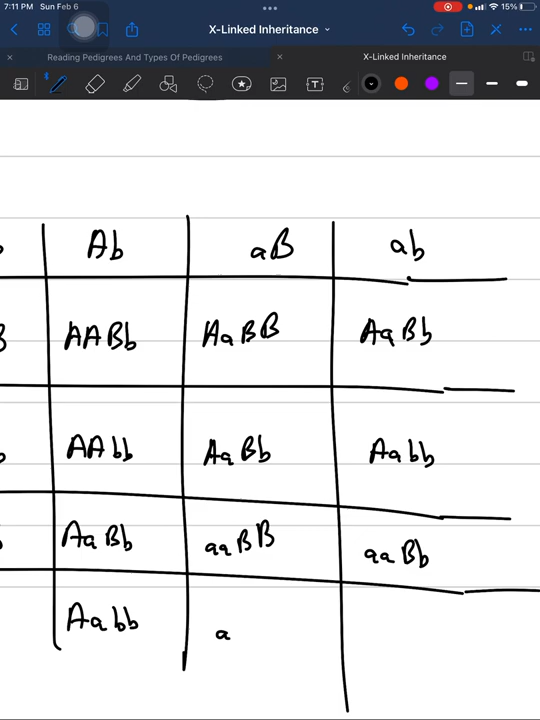 7:11 PM Sun Feb 6
15%
X-Linked Inheritance
Reading Pedigrees And Types Of Pedigrees
X-Linked Inheritance
Ab aB ab
AABb AaBB AaBb
AAbb AaBb Aabb
AaBb aaBB aaBb
Aabb a